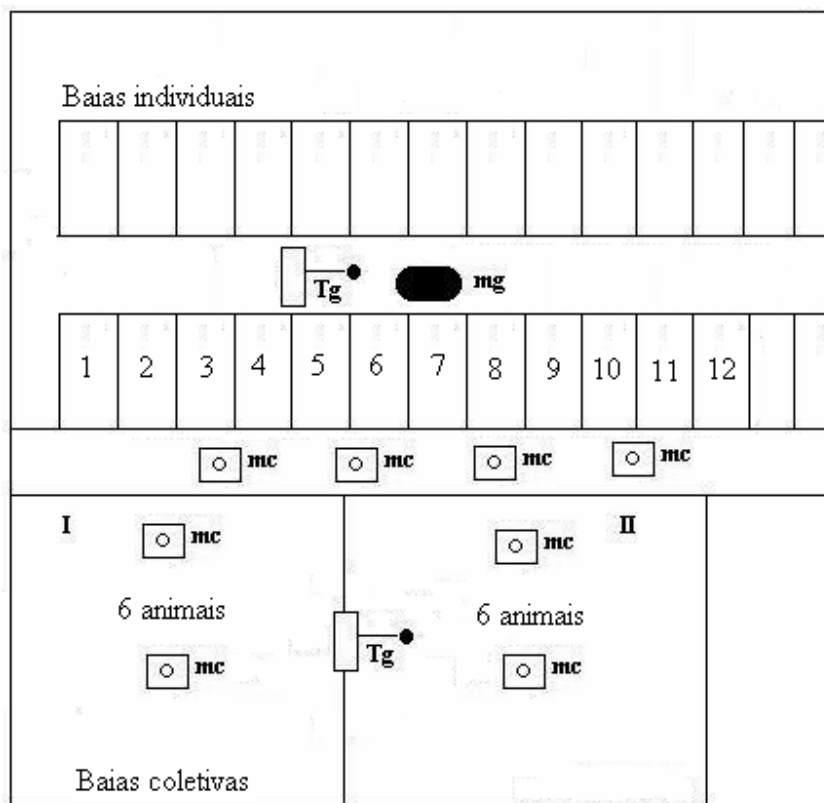 Baias individuais
Tg mg
1 2 3 4 5 6 7 8 9 10 11 12
mc mc mc mc
I II
mc mc
6 animais 6 animais
Tg
mc mc
Baias coletivas